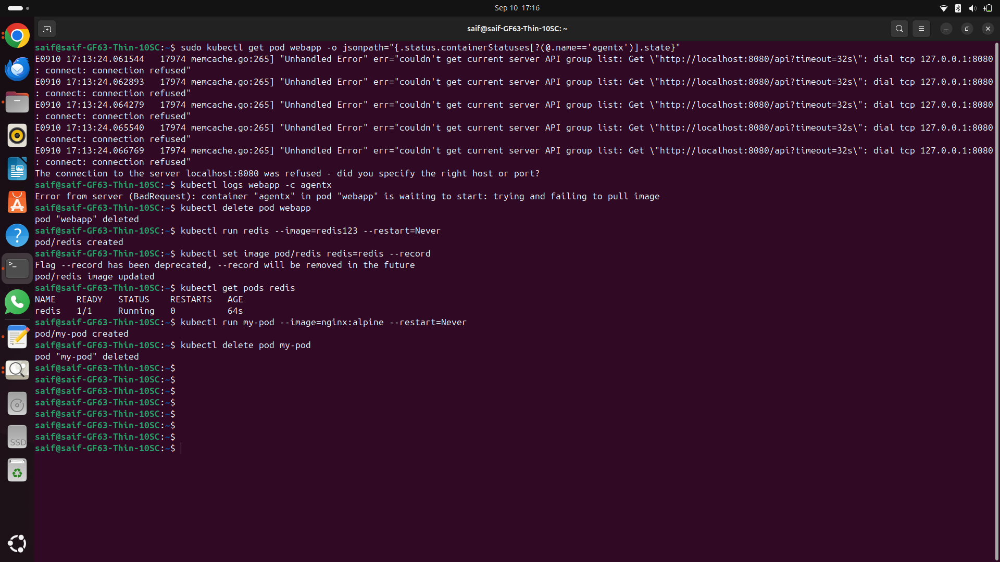 Sep 10 17:16
saif@saif-GF63-Thin-10SC: ~
saif@saif-GF63-Thin-10SC:~$ sudo kubectl get pod webapp -o jsonpath="{.status.containerStatuses[?(@.name=='agentx')].state}"
E0910 17:13:24.061544   17974 memcache.go:265] "Unhandled Error" err="couldn't get current server API group list: Get \"http://localhost:8080/api?timeout=32s\": dial tcp 127.0.0.1:8080
: connect: connection refused"
E0910 17:13:24.062893   17974 memcache.go:265] "Unhandled Error" err="couldn't get current server API group list: Get \"http://localhost:8080/api?timeout=32s\": dial tcp 127.0.0.1:8080
: connect: connection refused"
E0910 17:13:24.064279   17974 memcache.go:265] "Unhandled Error" err="couldn't get current server API group list: Get \"http://localhost:8080/api?timeout=32s\": dial tcp 127.0.0.1:8080
: connect: connection refused"
E0910 17:13:24.065540   17974 memcache.go:265] "Unhandled Error" err="couldn't get current server API group list: Get \"http://localhost:8080/api?timeout=32s\": dial tcp 127.0.0.1:8080
: connect: connection refused"
E0910 17:13:24.066769   17974 memcache.go:265] "Unhandled Error" err="couldn't get current server API group list: Get \"http://localhost:8080/api?timeout=32s\": dial tcp 127.0.0.1:8080
: connect: connection refused"
The connection to the server localhost:8080 was refused - did you specify the right host or port?
saif@saif-GF63-Thin-10SC:~$ kubectl logs webapp -c agentx
Error from server (BadRequest): container "agentx" in pod "webapp" is waiting to start: trying and failing to pull image
saif@saif-GF63-Thin-10SC:~$ kubectl delete pod webapp
pod "webapp" deleted
saif@saif-GF63-Thin-10SC:~$ kubectl run redis --image=redis123 --restart=Never
pod/redis created
saif@saif-GF63-Thin-10SC:~$ kubectl set image pod/redis redis=redis --record
Flag --record has been deprecated, --record will be removed in the future
pod/redis image updated
saif@saif-GF63-Thin-10SC:~$ kubectl get pods redis
NAME    READY   STATUS    RESTARTS   AGE
redis   1/1     Running   0          64s
saif@saif-GF63-Thin-10SC:~$ kubectl run my-pod --image=nginx:alpine --restart=Never
pod/my-pod created
saif@saif-GF63-Thin-10SC:~$ kubectl delete pod my-pod
pod "my-pod" deleted
saif@saif-GF63-Thin-10SC:~$
saif@saif-GF63-Thin-10SC:~$
saif@saif-GF63-Thin-10SC:~$
saif@saif-GF63-Thin-10SC:~$
saif@saif-GF63-Thin-10SC:~$
saif@saif-GF63-Thin-10SC:~$
saif@saif-GF63-Thin-10SC:~$
saif@saif-GF63-Thin-10SC:~$
SSD